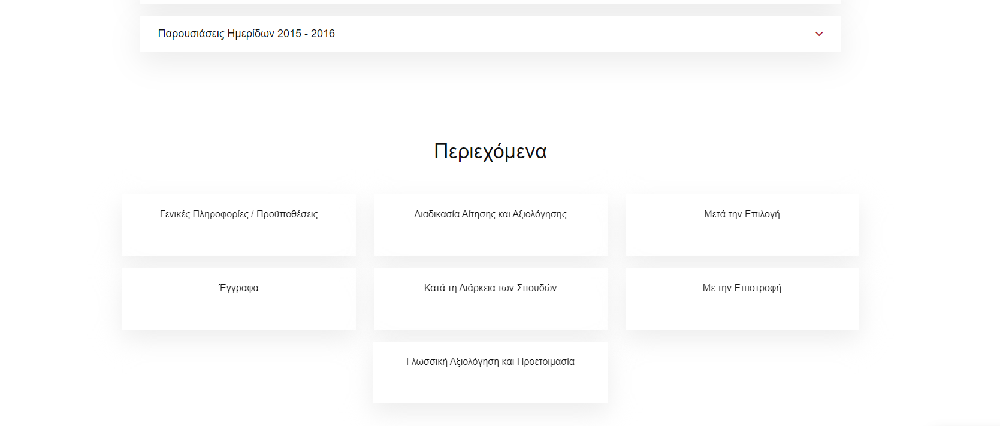 Παρουσιάσεις Ημερίδων 2015 - 2016
Περιεχόμενα
Γενικές Πληροφορίες / Προϋποθέσεις
Διαδικασία Αίτησης και Αξιολόγησης
Μετά την Επιλογή
Έγγραφα
Κατά τη Διάρκεια των Σπουδών
Με την Επιστροφή
Γλωσσική Αξιολόγηση και Προετοιμασία